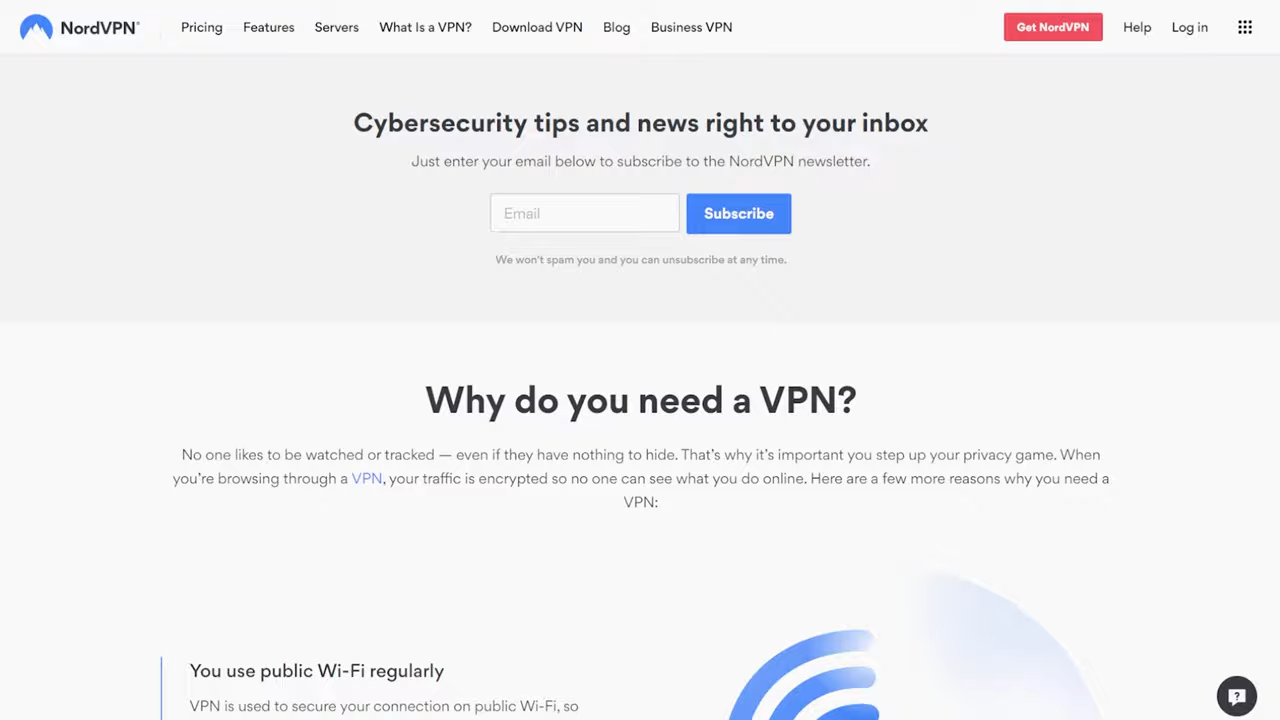 NordVPN®
Pricing
Features
Servers
What Is a VPN?
Download VPN
Blog
Business VPN
Get NordVPN
Help
Log in
Cybersecurity tips and news right to your inbox
Just enter your email below to subscribe to the NordVPN newsletter.
Email
Subscribe
We won't spam you and you can unsubscribe at any time.
Why do you need a VPN?
No one likes to be watched or tracked — even if they have nothing to hide. That's why it's important you step up your privacy game. When
you're browsing through a VPN, your traffic is encrypted so no one can see what you do online. Here are a few more reasons why you need a
VPN:
You use public Wi-Fi regularly
VPN is used to secure your connection on public Wi-Fi, so
?